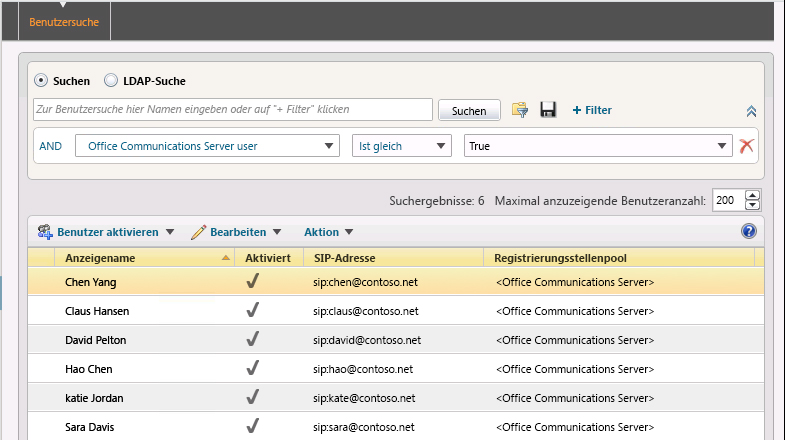 Benutzersuche
Suchen LDAP-Suche
Zur Benutzersuche hier Namen eingeben oder auf "+ Filter" klicken Suchen + Filter
AND Office Communications Server user Ist gleich True
Suchergebnisse: 6 Maximal anzuzeigende Benutzeranzahl: 200
Benutzer aktivieren Bearbeiten Aktion
Anzeigename Aktiviert SIP-Adresse Registrierungsstellenpool
Chen Yang sip:chen@contoso.net <Office Communications Server>
Claus Hansen sip:claus@contoso.net <Office Communications Server>
David Pelton sip:david@contoso.net <Office Communications Server>
Hao Chen sip:hao@contoso.net <Office Communications Server>
katie Jordan sip:kate@contoso.net <Office Communications Server>
Sara Davis sip:sara@contoso.net <Office Communications Server>